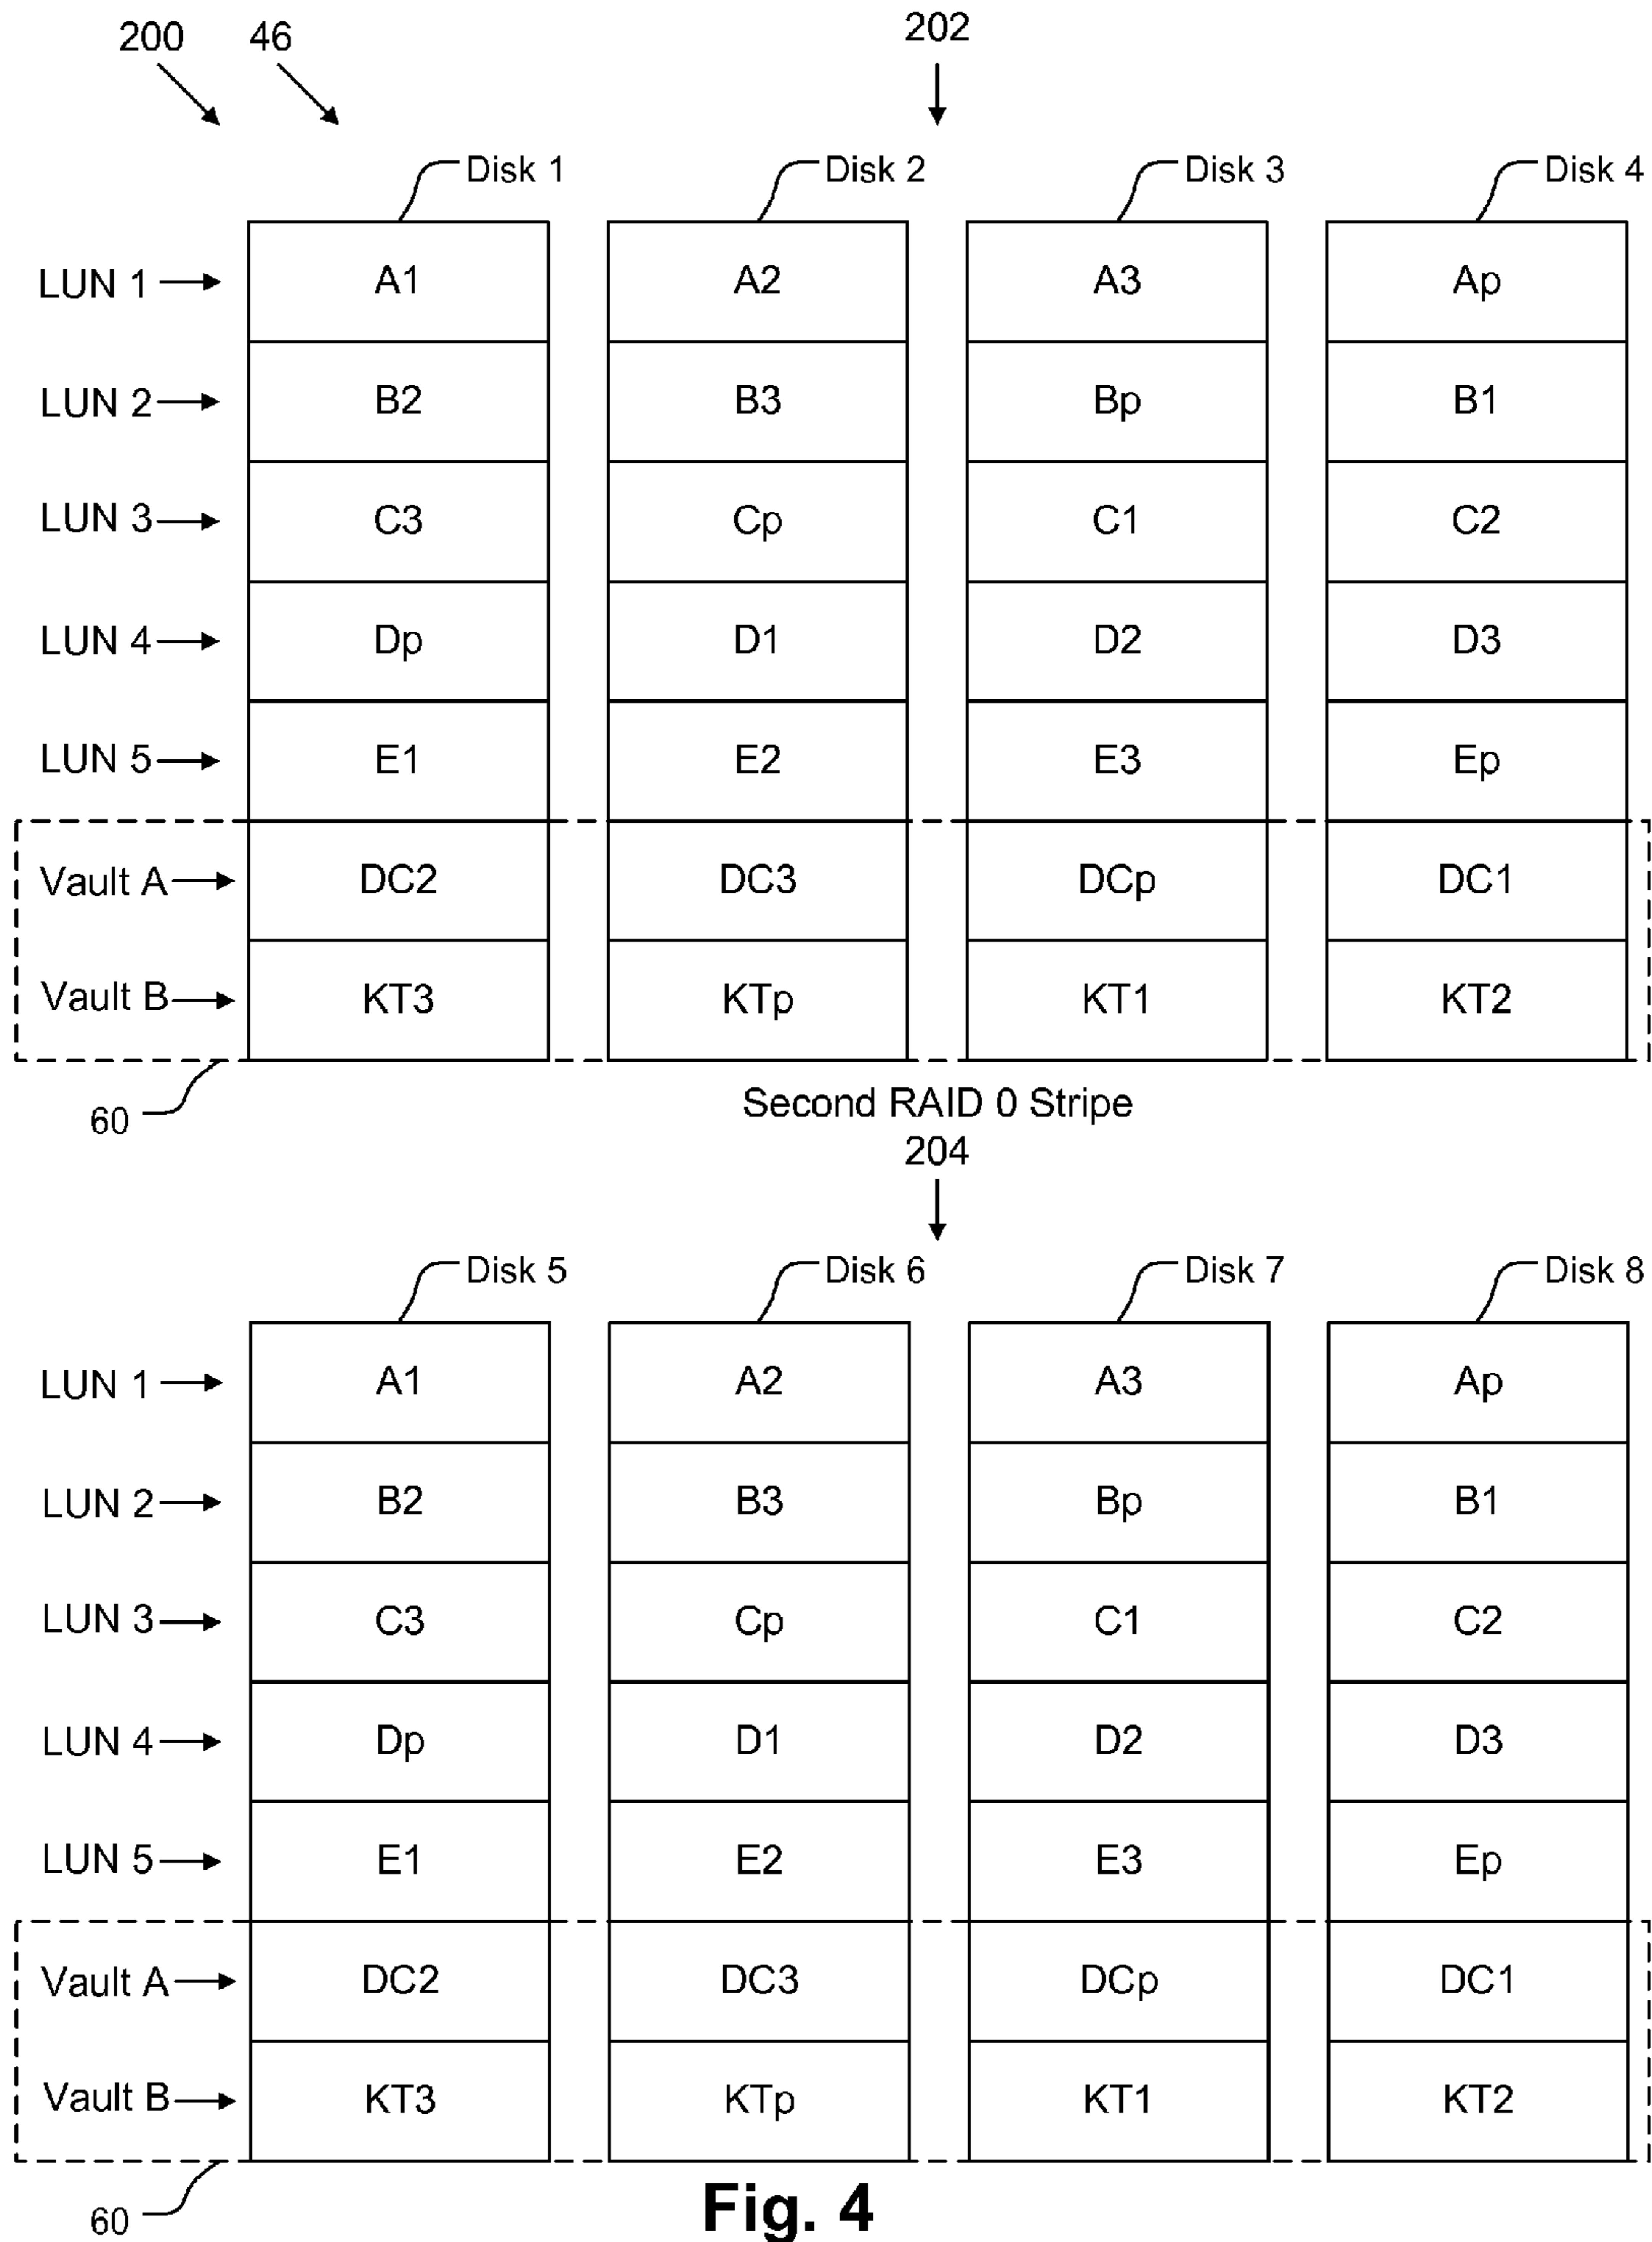 200 46 202
Disk 1 Disk 2 Disk 3 Disk 4
LUN 1 A1 A2 A3 Ap
LUN 2 B2 B3 Bp B1
LUN 3 C3 Cp C1 C2
LUN 4 Dp D1 D2 D3
LUN 5 E1 E2 E3 Ep
Vault A DC2 DC3 DCp DC1
Vault B KT3 KTp KT1 KT2
60
Second RAID 0 Stripe
204
Disk 5 Disk 6 Disk 7 Disk 8
LUN 1 A1 A2 A3 Ap
LUN 2 B2 B3 Bp B1
LUN 3 C3 Cp C1 C2
LUN 4 Dp D1 D2 D3
LUN 5 E1 E2 E3 Ep
Vault A DC2 DC3 DCp DC1
Vault B KT3 KTp KT1 KT2
60
Fig. 4